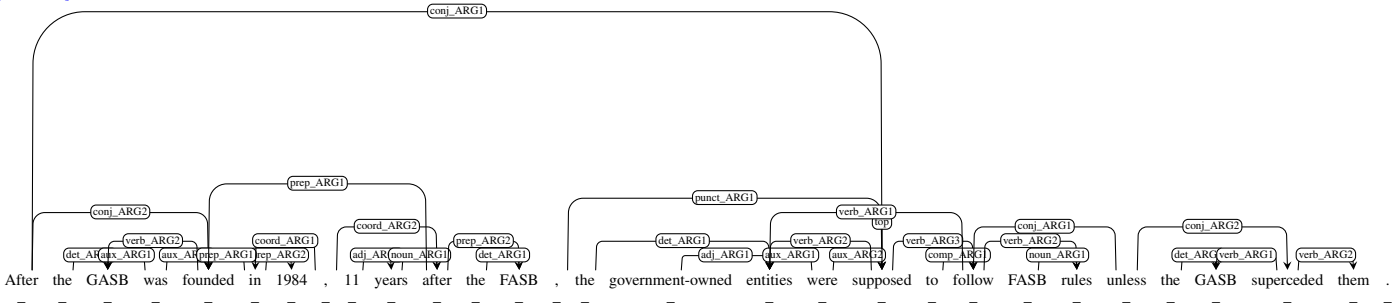 conj_ARG1
prep_ARG1
punct_ARG1
conj_ARG2 verb_ARG1
coord_ARG2 top conj_ARG1 conj_ARG2
verb_ARG2 coord_ARG1 prep_ARG2 det_ARG1 verb_ARG2 verb_ARG3 verb_ARG2
aux_ARG1 prep_ARG1 noun_ARG1 det_ARG1 adj_ARG1 aux_ARG1 aux_ARG2 comp_ARG1 noun_ARG1 verb_ARG1 verb_ARG2
After the GASB was founded in 1984 , 11 years after the FASB , the government-owned entities were supposed to follow FASB rules unless the GASB superceded them .
_ _ _ _ _ _ _ _ _ _ _ _ _ _ _ _ _ _ _ _ _ _ _ _ _ _ _ _ _